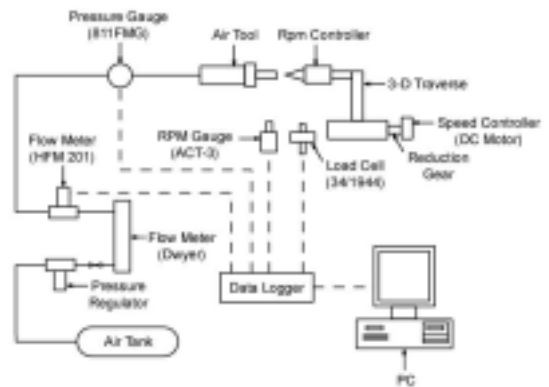 Pressure Gauge
(811FMG)
Air Tool
Rpm Controller
3-D Traverse
Flow Meter
(HFM 201)
RPM Gauge
(ACT-3)
Load Cell
(34/1944)
Speed Controller
(DC Motor)
Reduction
Gear
Flow Meter
(Dwyer)
Pressure
Regulator
Data Logger
Air Tank
PC